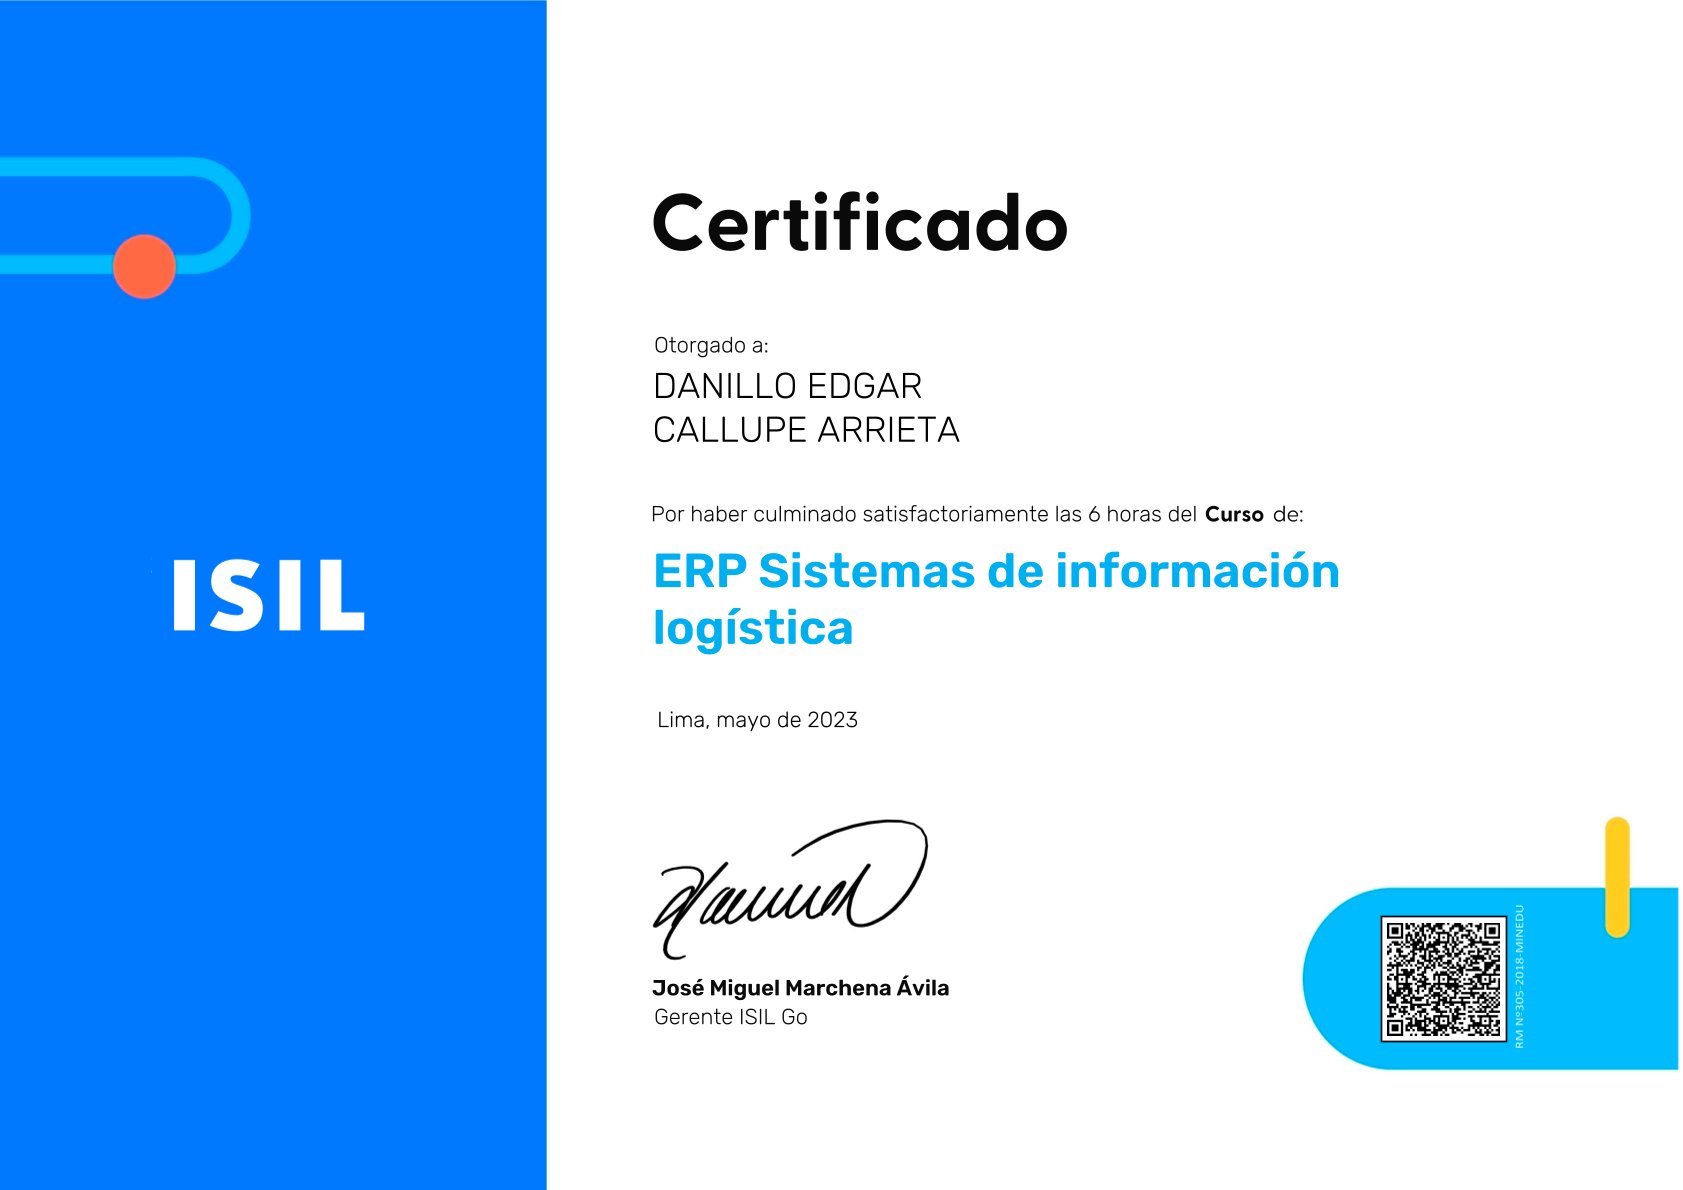 Certificado
Otorgado a:
DANILLO EDGAR
CALLUPE ARRIETA
Por haber culminado satisfactoriamente las 6 horas del Curso de:
ERP Sistemas de información
logística
ISIL
Lima, mayo de 2023
José Miguel Marchena Ávila
Gerente ISIL Go
RM Nº305-2018-MINEDU